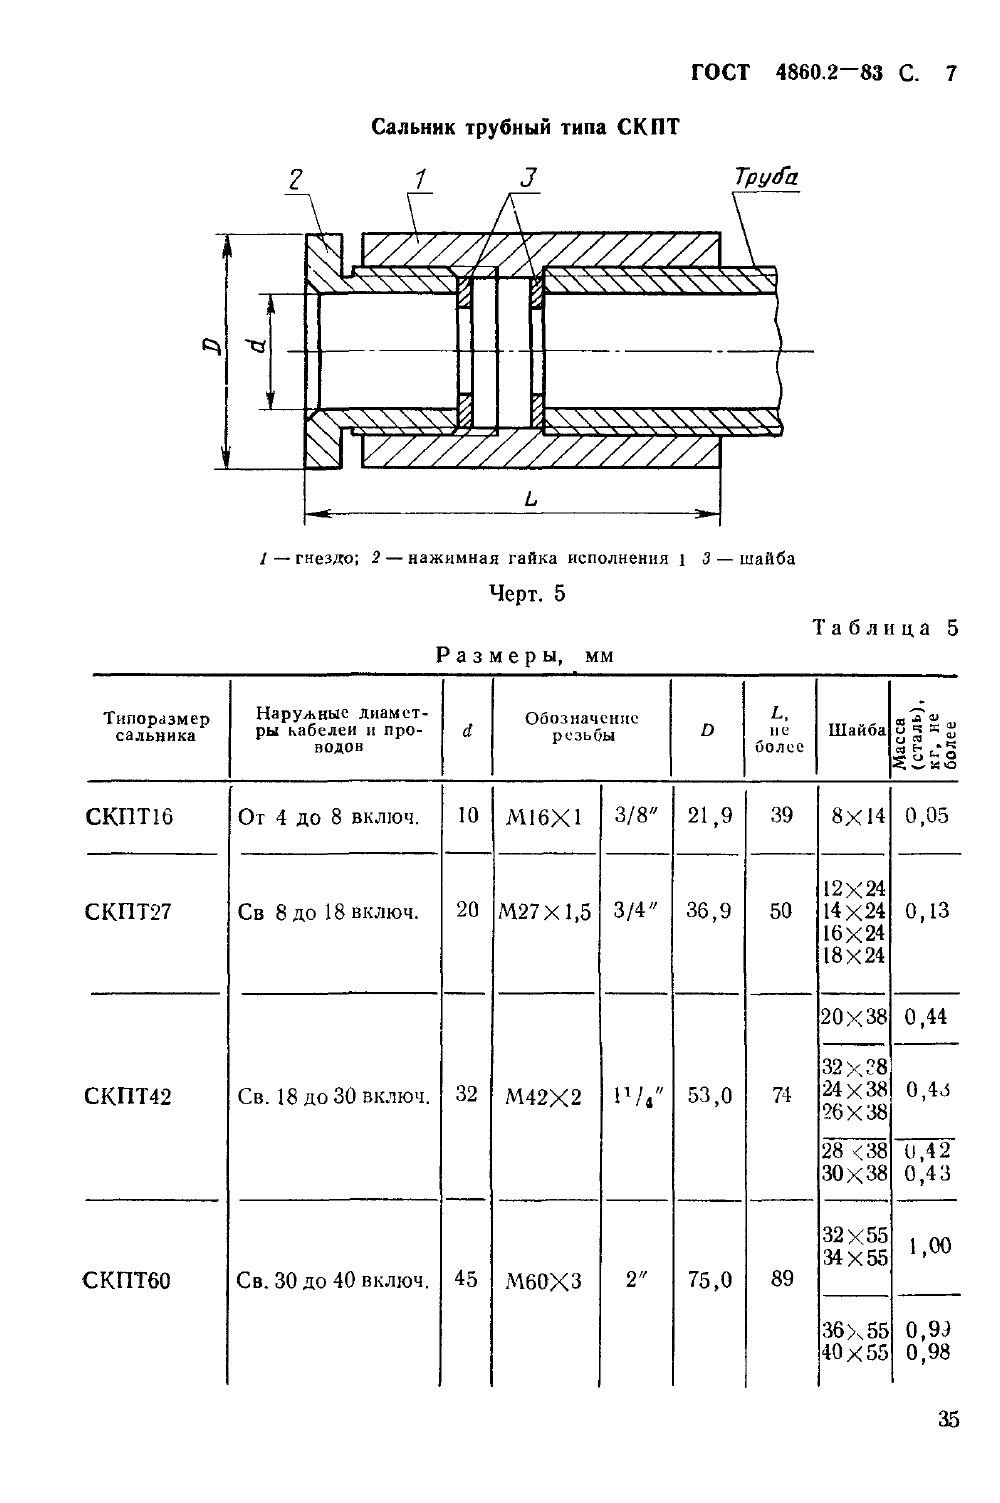 ГОСТ 4860.2—83 С. 7
Сальник трубный типа СКПТ
2 1 3 Труба
D d
L
1 — гнездо; 2 — нажимная гайка исполнения 1 3 — шайба
Черт. 5
Таблица 5
Размеры, мм
Типоразмер сальника
Наружные диамет-
ры кабелей и про-
водов
d
Обозначение
резьбы
D
L,
не
более
Шайба
Масса
(сталь),
кг, не
более
СКПТ16 От 4 до 8 включ. 10 М16×1 3/8″ 21,9 39 8×14 0,05
12×24
СКПТ27 Св 8 до 18 включ. 20 М27×1,5 3/4″ 36,9 50 14×24 0,13
16×24
18×24
20×38 0,44
32×38
СКПТ42 Св. 18 до 30 включ. 32 М42×2 1¹/₄″ 53,0 74 24×38
26×38
28×38 0,42
30×38 0,43
32×55 1,00
34×55
СКПТ60 Св. 30 до 40 включ. 45 М60×3 2″ 75,0 89
36×55 0,99
40×55 0,98
35